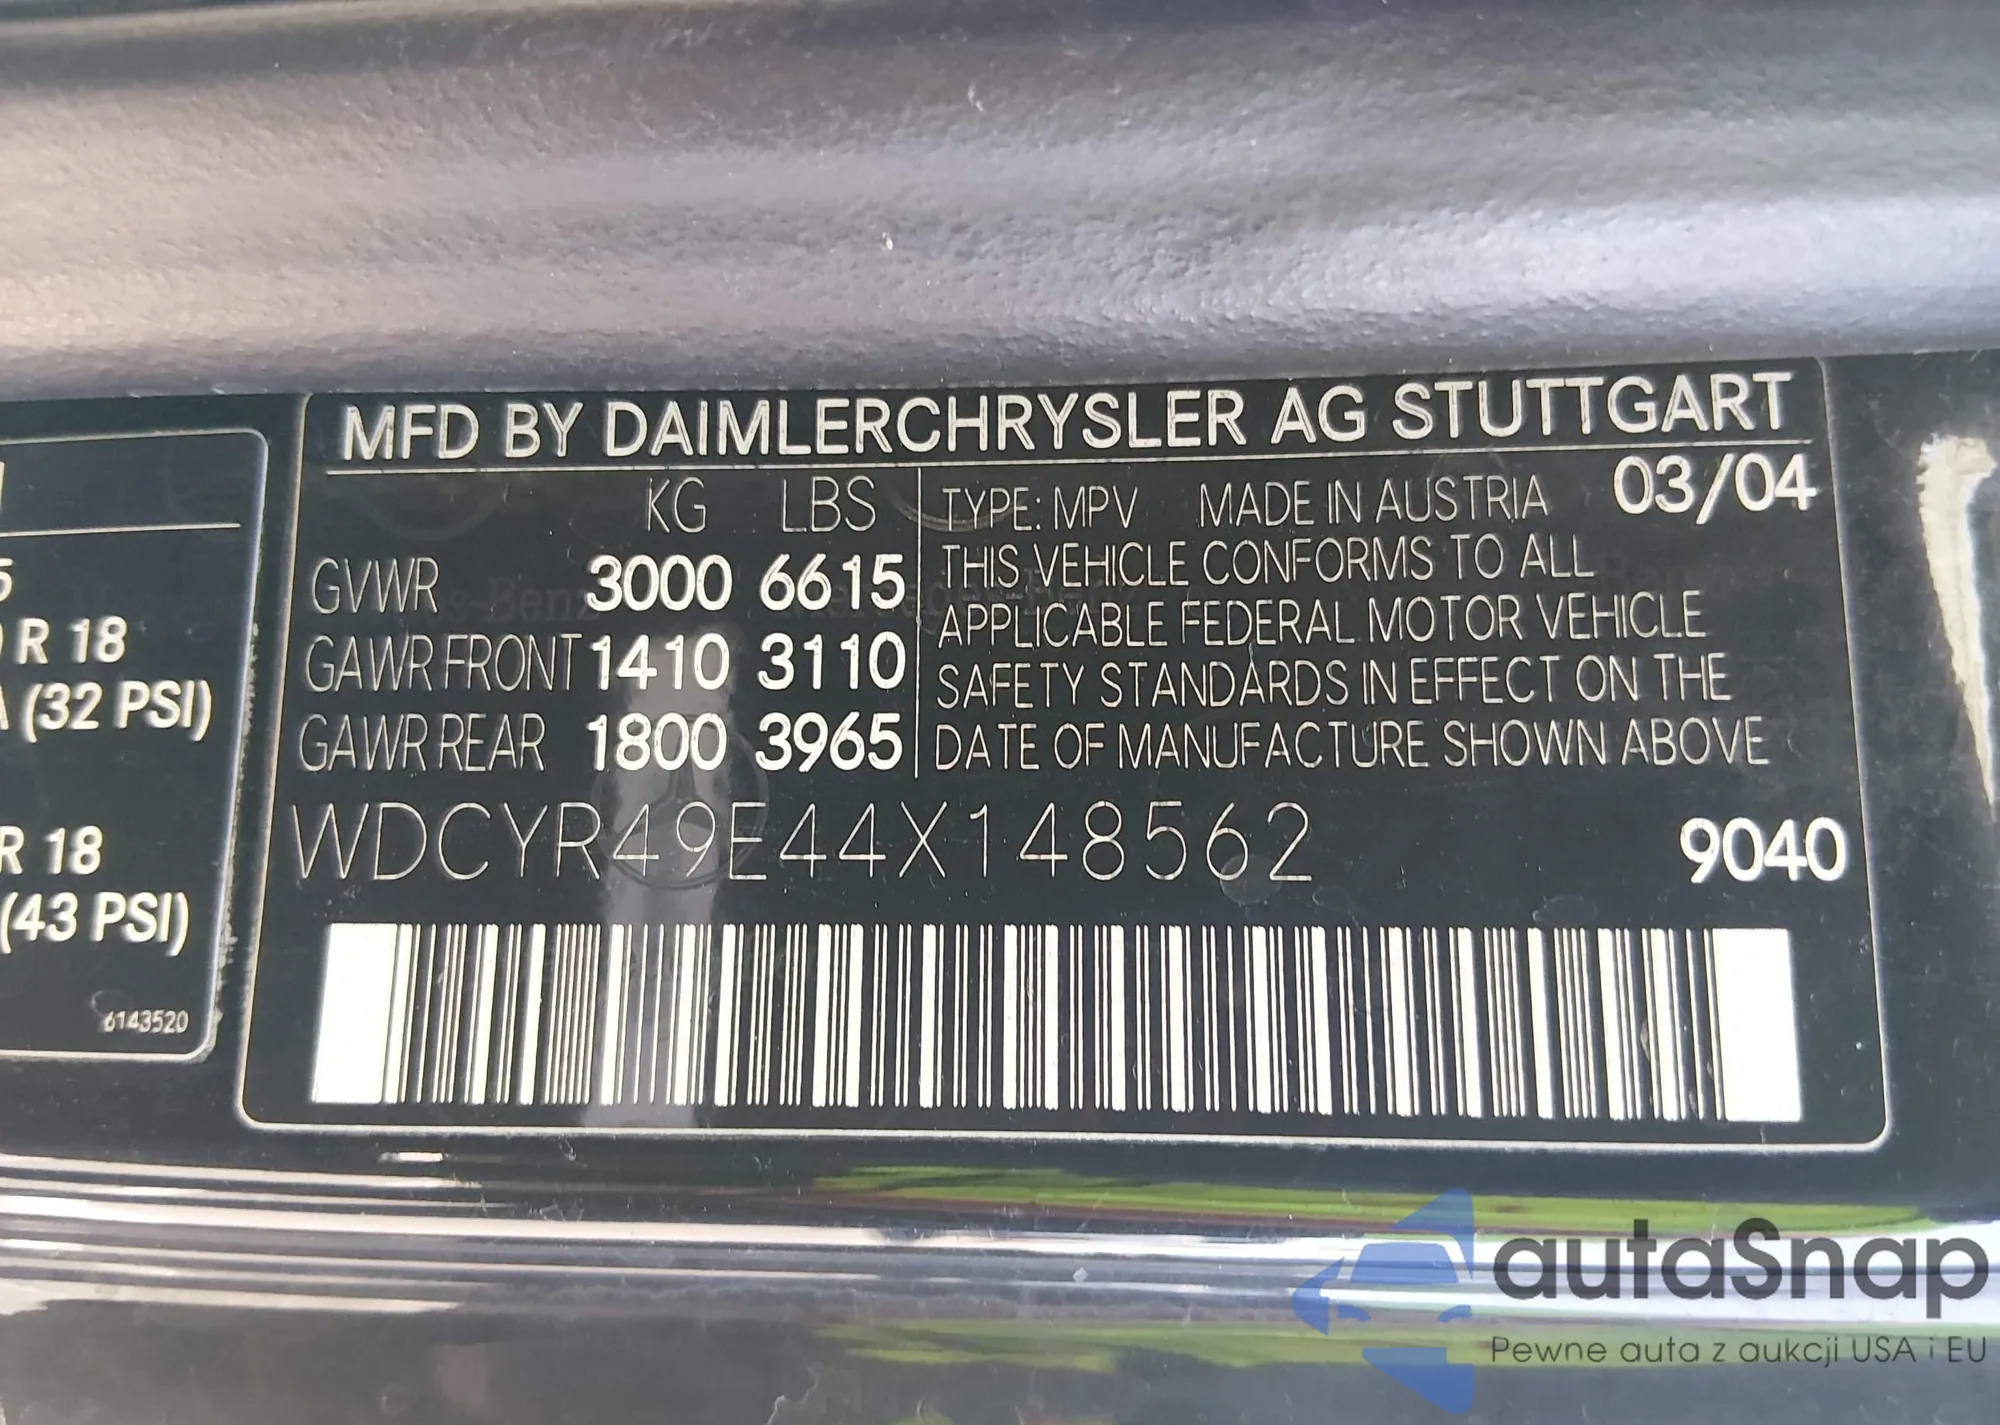 MFD BY DAIMLERCHRYSLER AG STUTTGART
KG LBS
GVWR 3000 6615
GAWR FRONT 1410 3110
GAWR REAR 1800 3965
TYPE: MPV MADE IN AUSTRIA 03/04
THIS VEHICLE CONFORMS TO ALL
APPLICABLE FEDERAL MOTOR VEHICLE
SAFETY STANDARDS IN EFFECT ON THE
DATE OF MANUFACTURE SHOWN ABOVE
WDCYR49E44X148562 9040
R 18
(32 PSI)
R 18
(43 PSI)
6143520
autaSnap
Pewne auta z aukcji USA i EU